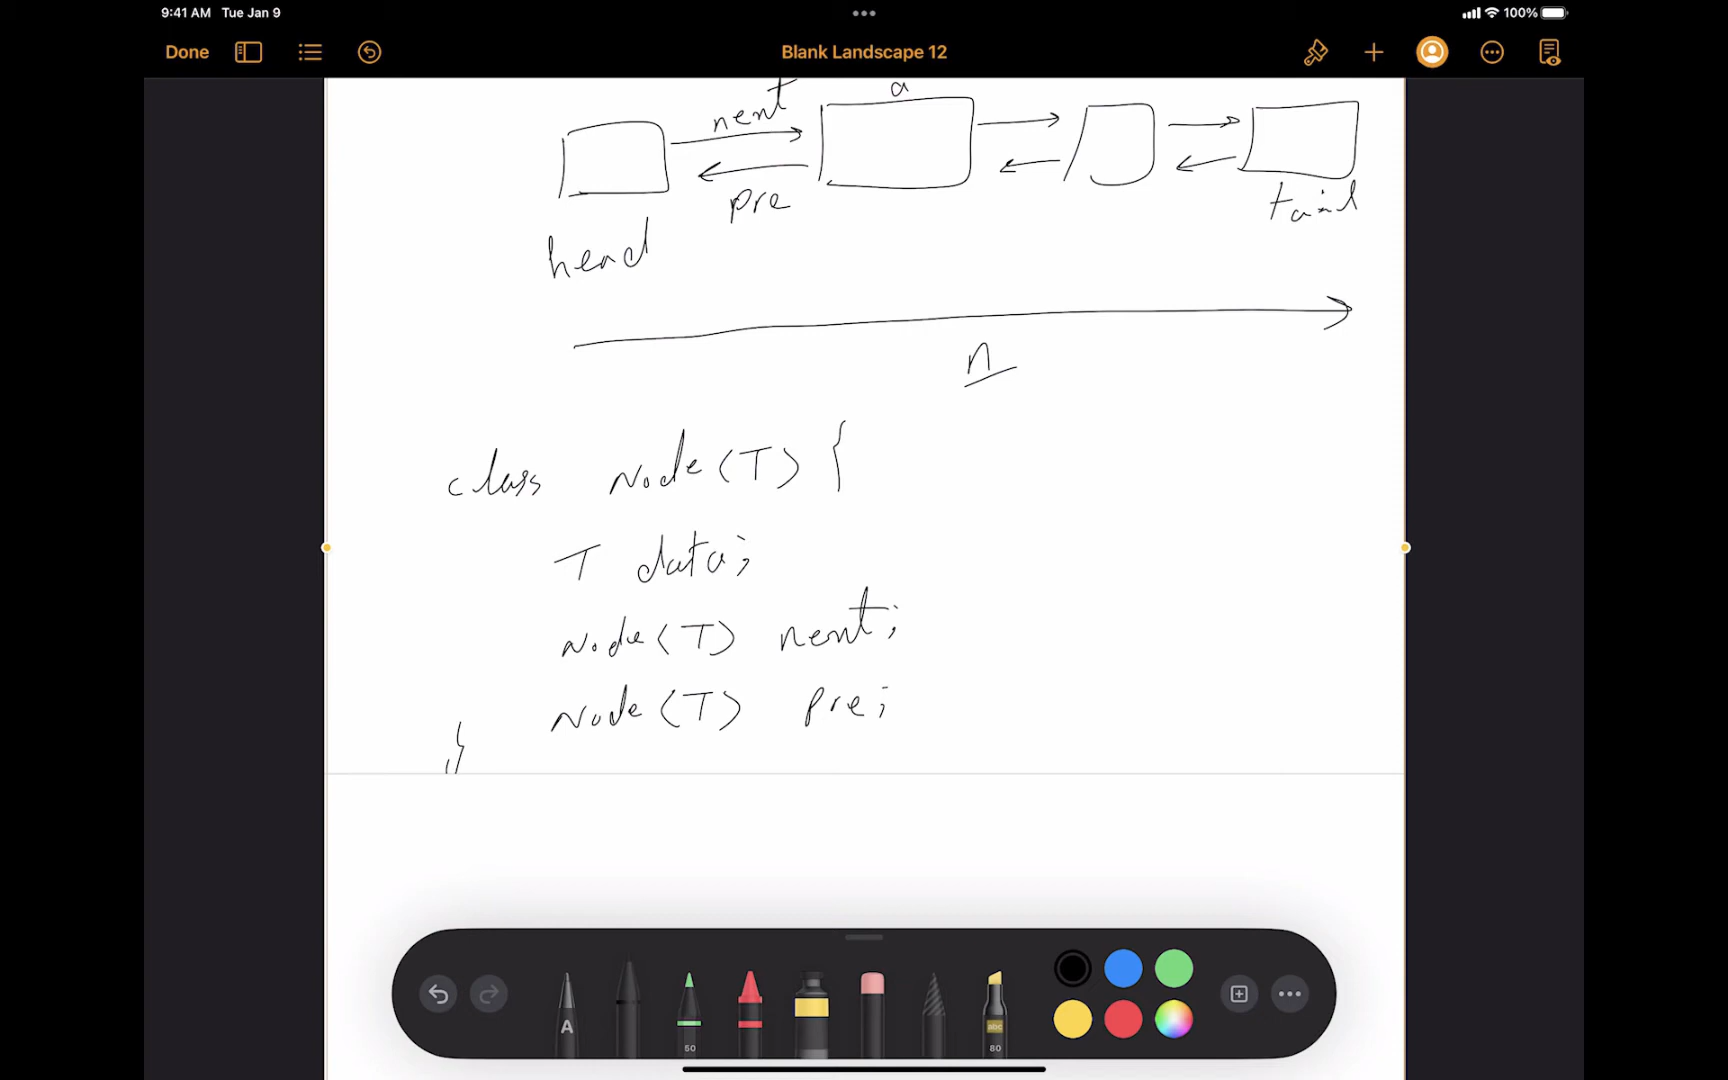 9:41 AM Tue Jan 9
100%
Done
Blank Landscape 12
a
next
pre
tail
head
n
class Node<T> {
T data;
Node<T> next;
Node<T> pre;
}
A
50
abc
80